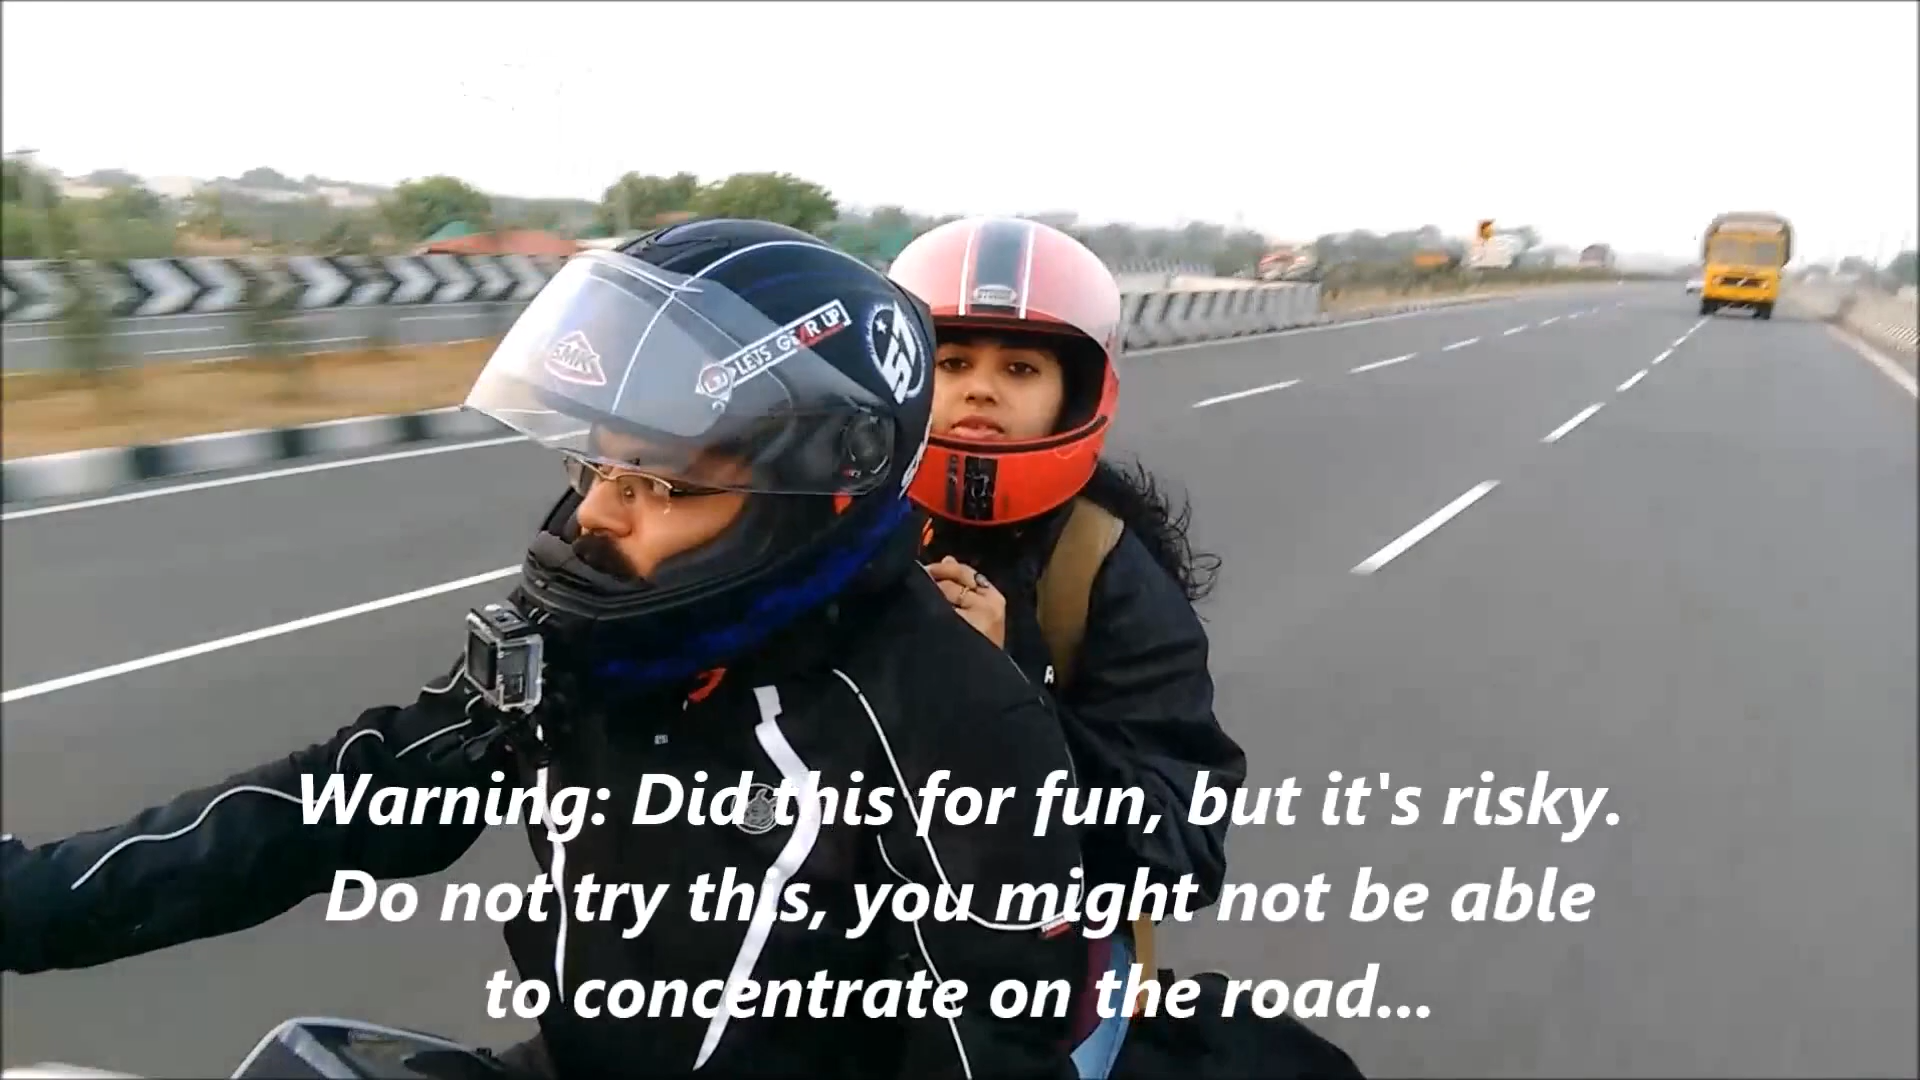 SMK
LETS GEAR UP
57
Warning: Did this for fun, but it's risky.
Do not try this, you might not be able
to concentrate on the road...